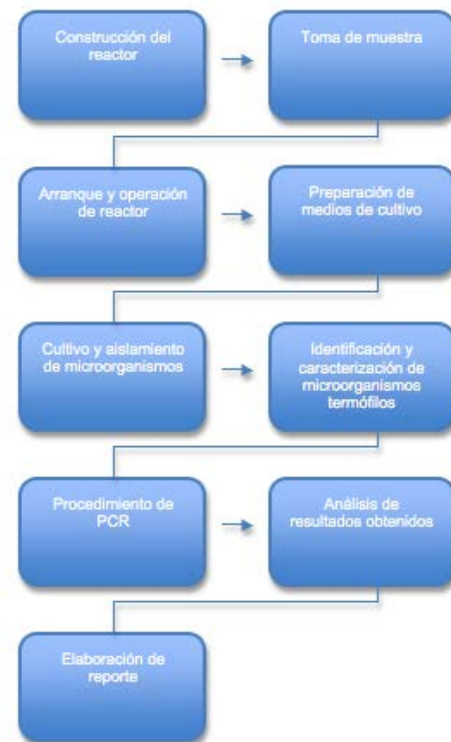 Construcción del
reactor
Toma de muestra
Arranque y operación
de reactor
Preparación de
medios de cultivo
Cultivo y aislamiento
de microorganismos
Identificación y
caracterización de
microorganismos
termófilos
Procedimiento de
PCR
Análisis de
resultados obtenidos
Elaboración de
reporte